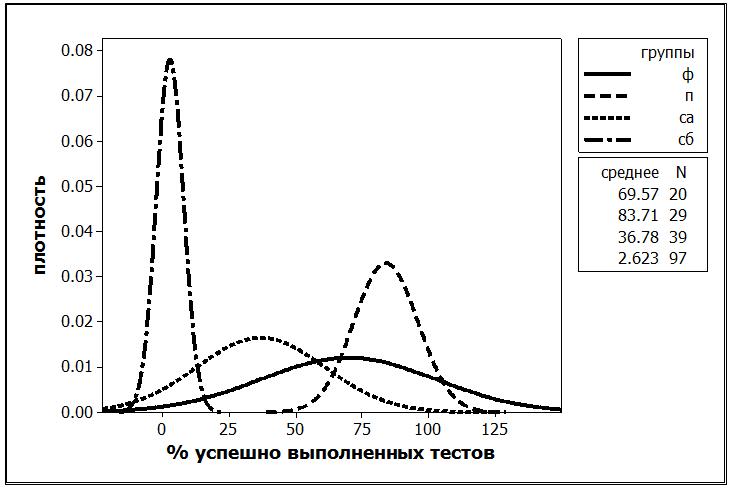 0.08
0.07
0.06
0.05
0.04
0.03
0.02
0.01
0.00
плотность
0 25 50 75 100 125
% успешно выполненных тестов
группы
ф
п
са
сб
среднее N
69.57 20
83.71 29
36.78 39
2.623 97